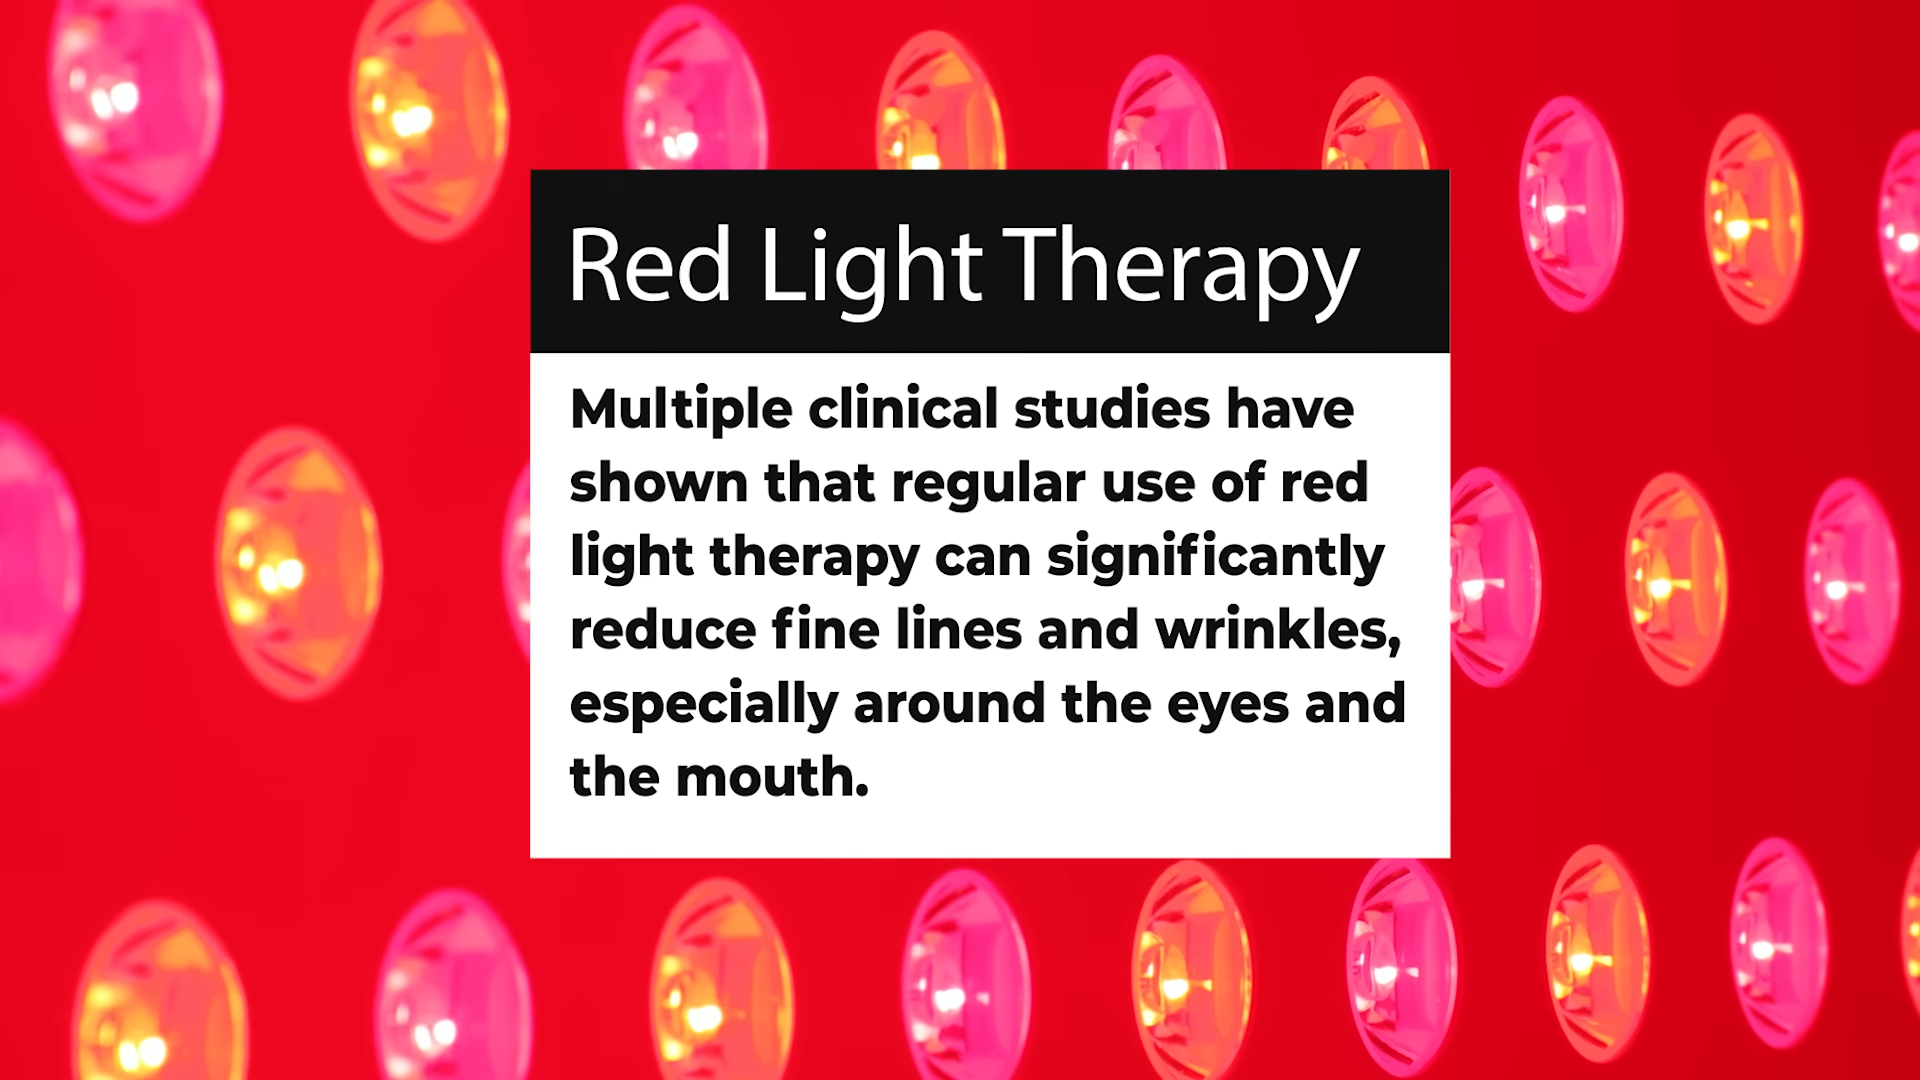 Red Light Therapy
Multiple clinical studies have
shown that regular use of red
light therapy can significantly
reduce fine lines and wrinkles,
especially around the eyes and
the mouth.